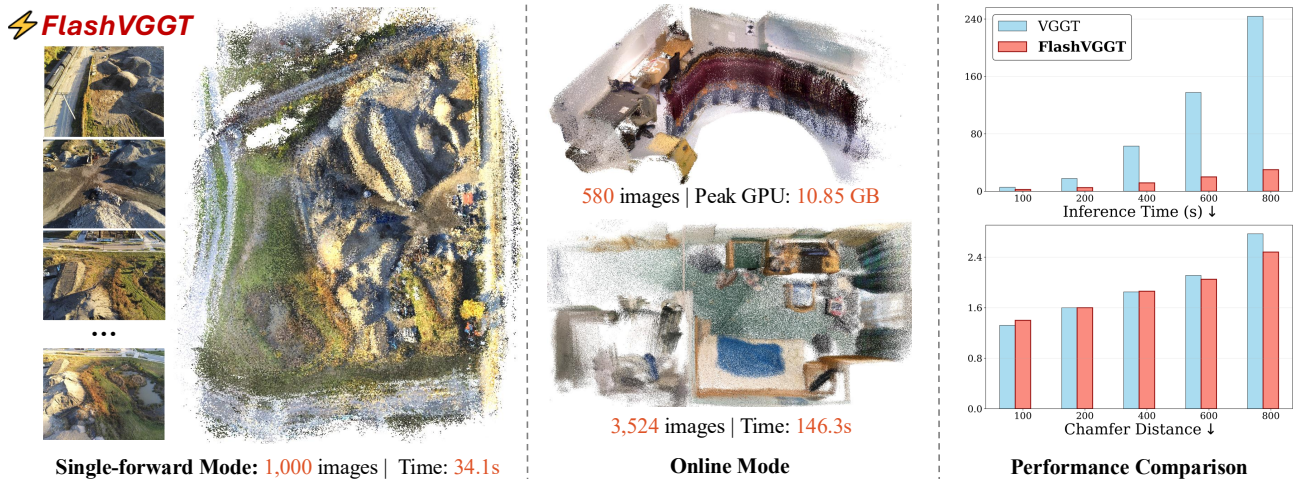 ⚡FlashVGGT
...
Single-forward Mode: 1,000 images | Time: 34.1s
580 images | Peak GPU: 10.85 GB
3,524 images | Time: 146.3s
Online Mode
VGGT
FlashVGGT
240
160
80
0
100 200 400 600 800
Inference Time (s) ↓
2.4
1.6
0.8
0.0
100 200 400 600 800
Chamfer Distance ↓
Performance Comparison